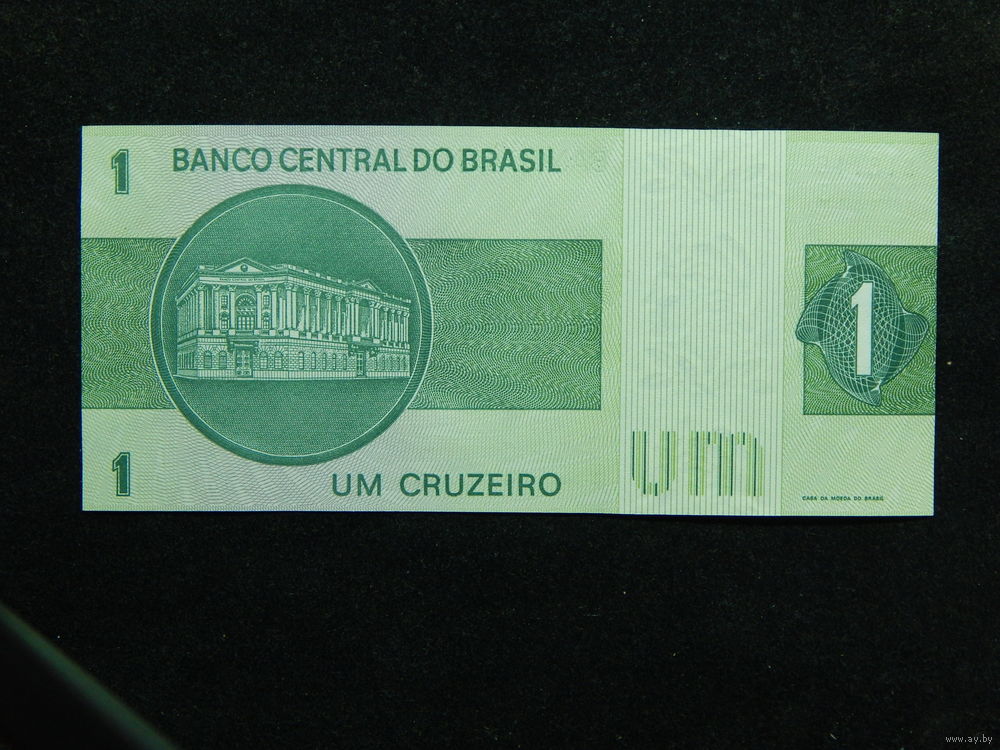 1 BANCO CENTRAL DO BRASIL
1
1 UM CRUZEIRO
um
CASA DA MOEDA DO BRASIL
www.ay.by